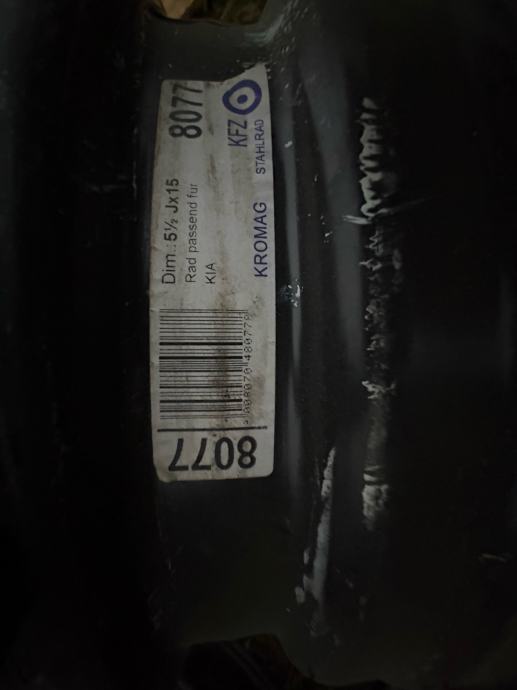 8077
KFZ
STAHLRAD
Dim.: 5½ Jx15
Rad passend fur
KIA
KROMAG
8077